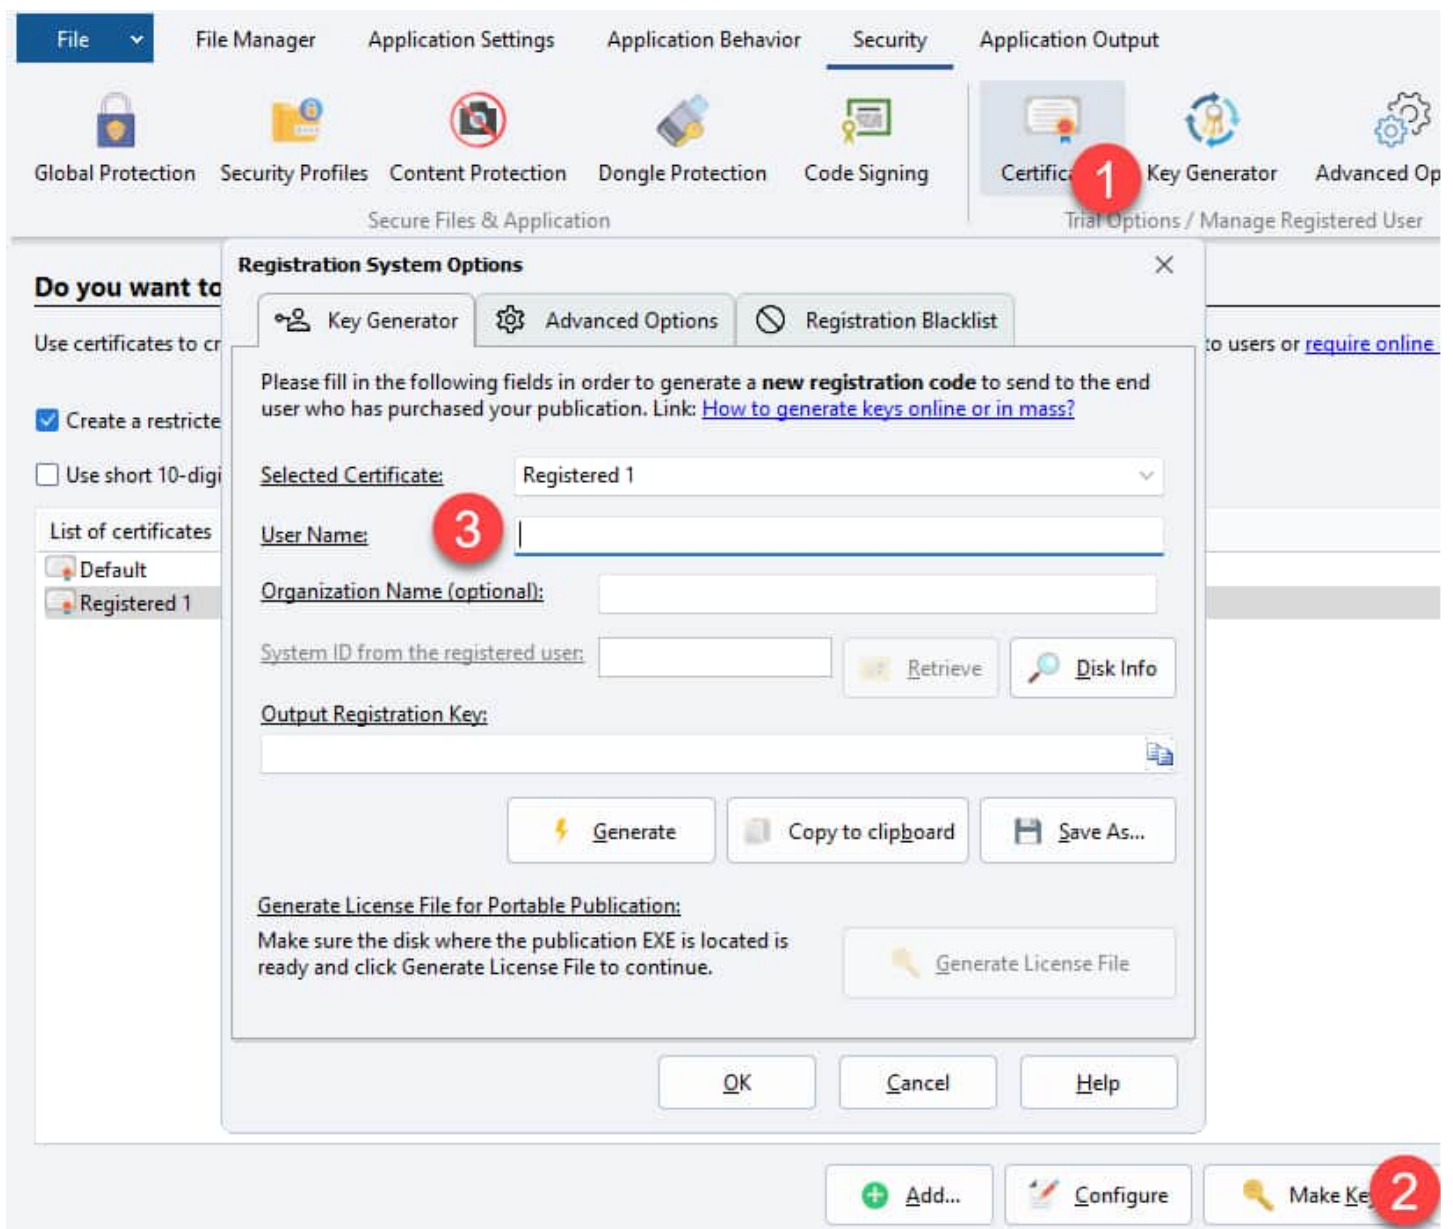 File
File Manager
Application Settings
Application Behavior
Security
Application Output
Global Protection
Security Profiles
Content Protection
Dongle Protection
Code Signing
1
Key Generator
Secure Files & Application
Trial Options / Manage Registered User
Registration System Options
Do you want to
Key Generator
Advanced Options
Registration Blacklist
Use certificates to
to users or require online
Please fill in the following fields in order to generate a new registration code to send to the end
user who has purchased your publication. Link: How to generate keys online or in mass?
Create a
Use short
Selected Certificate:
Registered 1
List of certificates
User Name:
3
Default
Registered 1
Organization Name (optional):
System ID from the registered user:
Retrieve
Disk Info
Output Registration Key:
Generate
Copy to clipboard
Save As...
Generate License File for Portable Publication:
Make sure the disk where the publication EXE is located is
ready and click Generate License File to continue.
Generate License File
OK
Cancel
Help
Add...
Configure
Make
2